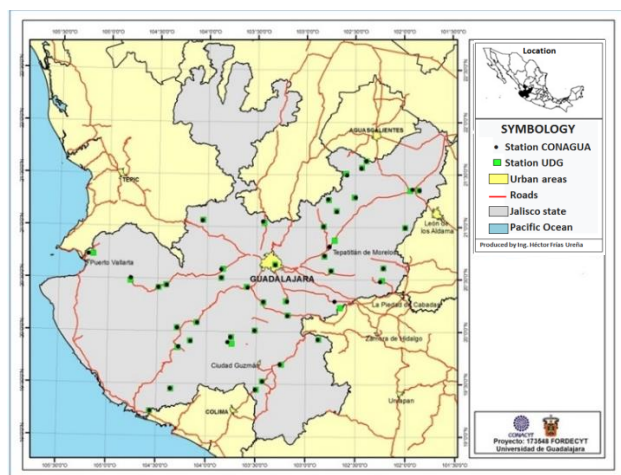 Location
SYMBOLOGY
Station CONAGUA
Station UDG
Urban areas
Roads
Jalisco state
Pacific Ocean
Produced by Ing. Héctor Frias Ureña
AGUASCALIENTES
TEPIC
León de
los Aldama
Puerto Vallarta
Tepatitlán de Morelos
GUADALAJARA
La Piedad de Cabadas
Zamora de Hidalgo
Ciudad Guzmán
Uruapan
COLIMA
CONACYT
Proyecto: 173548 FORDECYT
Universidad de Guadalajara